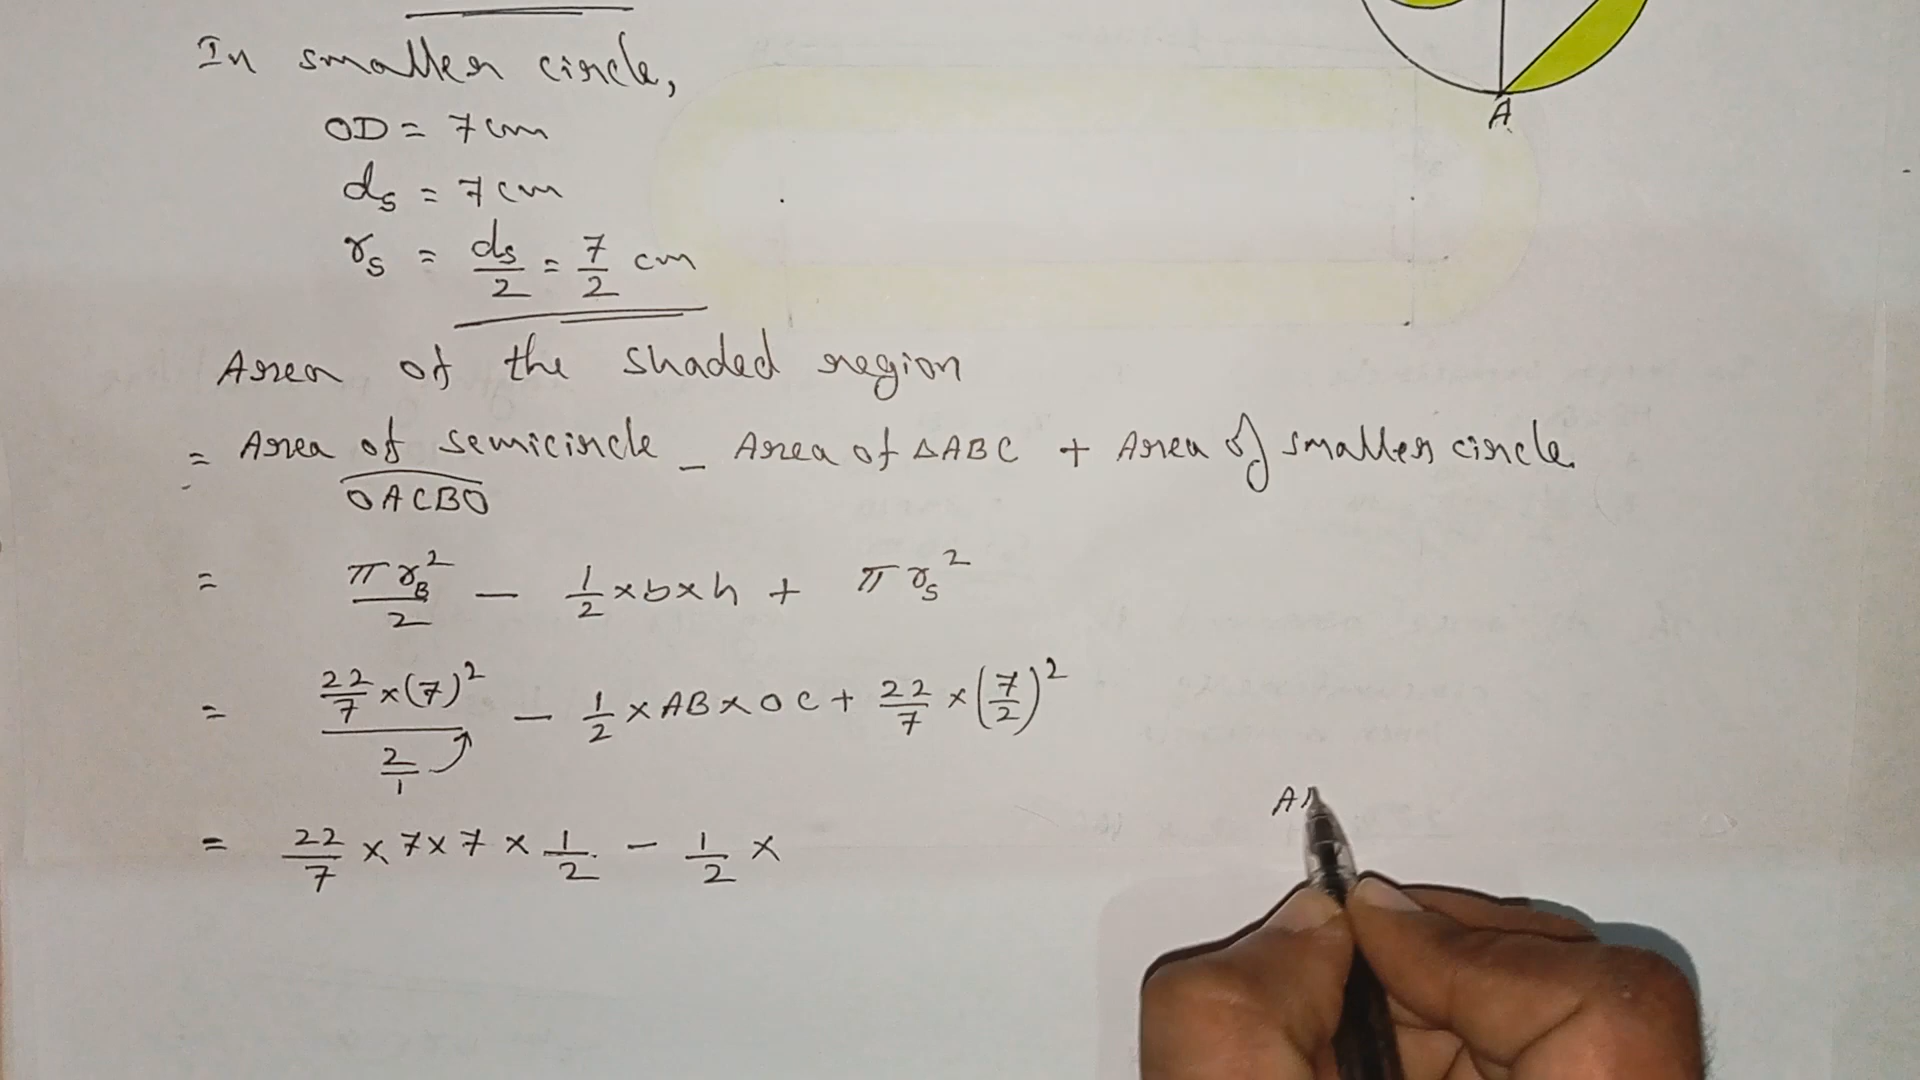 In smaller circle,
OD = 7 cm
ds = 7 cm
rs = ds/2 = 7/2 cm
A
Area of the shaded region
= Area of semicircle - Area of △ABC + Area of smaller circle.
OACBO
= πrB²/2 - 1/2 × b × h + πrs²
= 22/7 × (7)² / 2/1 - 1/2 × AB × OC + 22/7 × (7/2)²
= 22/7 × 7 × 7 × 1/2 - 1/2 ×